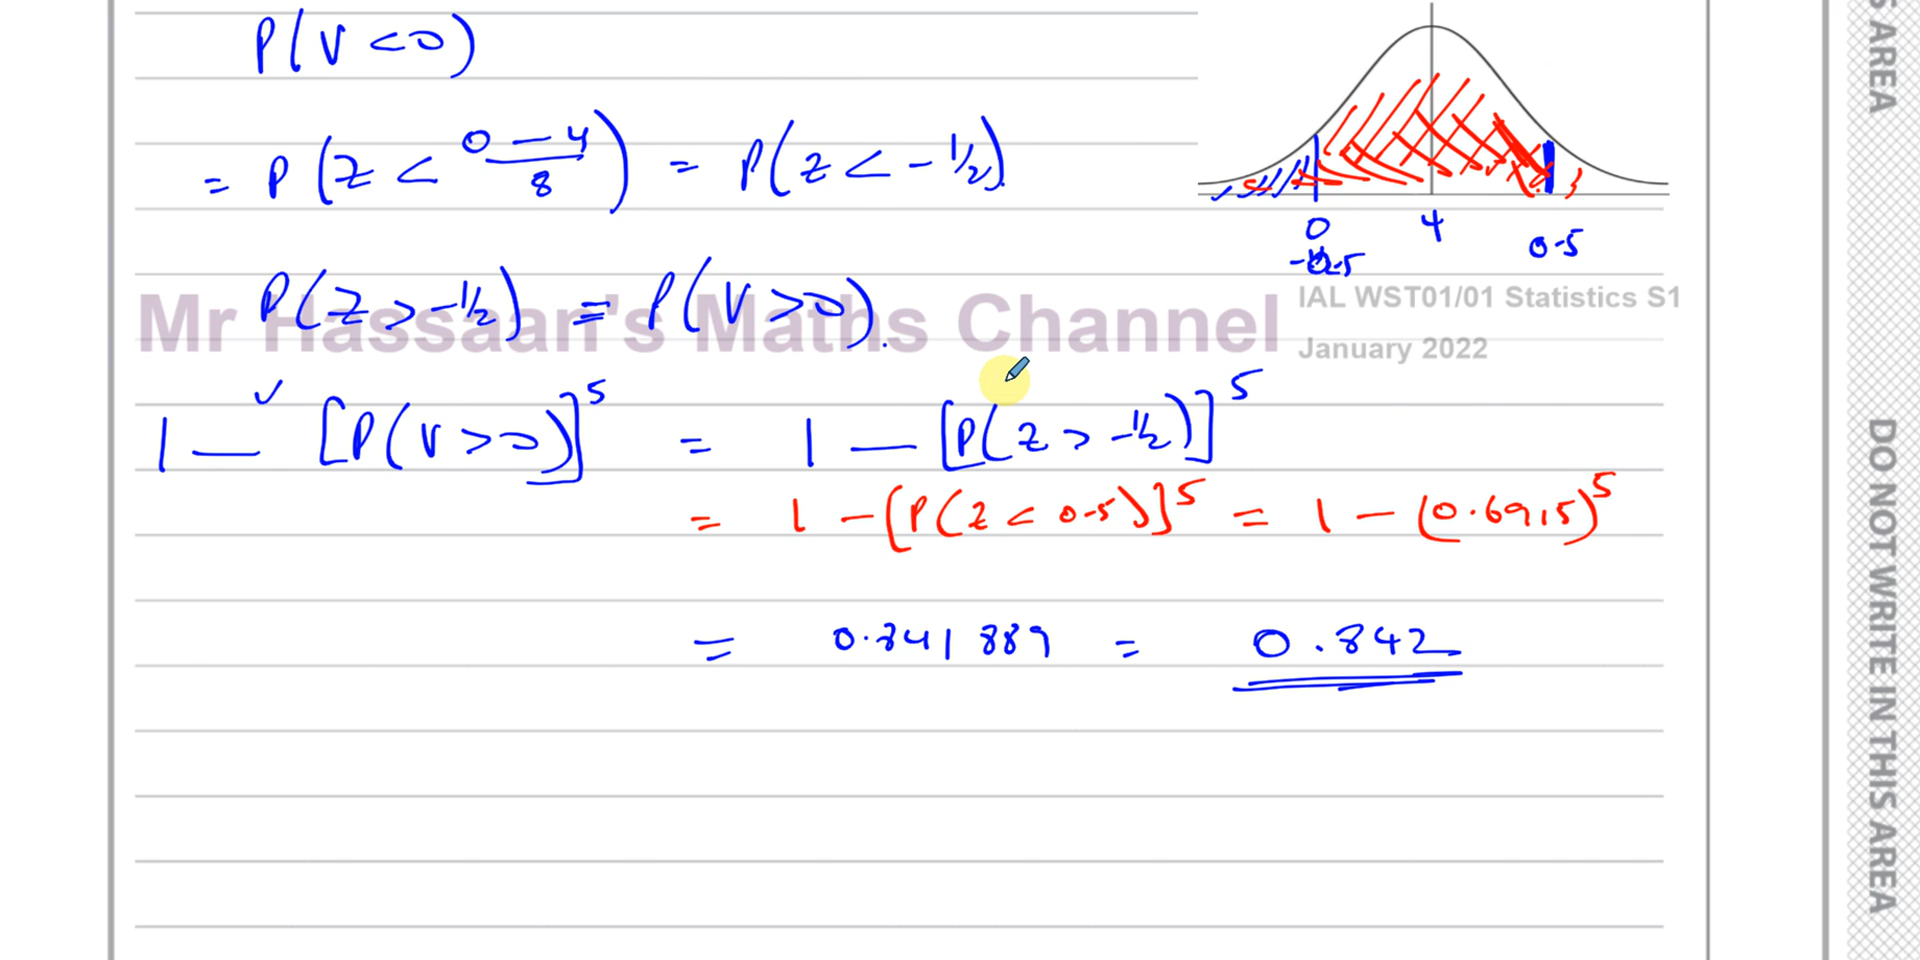 P(V<0)
= P(Z < (0-4)/8) = P(Z < -1/2)
0 4 0.5
P(Z > -1/2) = P(V>0).
Mr Hassaan's Maths Channel
IAL WST01/01 Statistics S1
January 2022
1 - [P(V>0)]^5 = 1 - [P(Z > -1/2)]^5
= 1 - [P(Z < 0.5)]^5 = 1 - (0.6915)^5
= 0.841889 = 0.842
S AREA
DO NOT WRITE IN THIS AREA